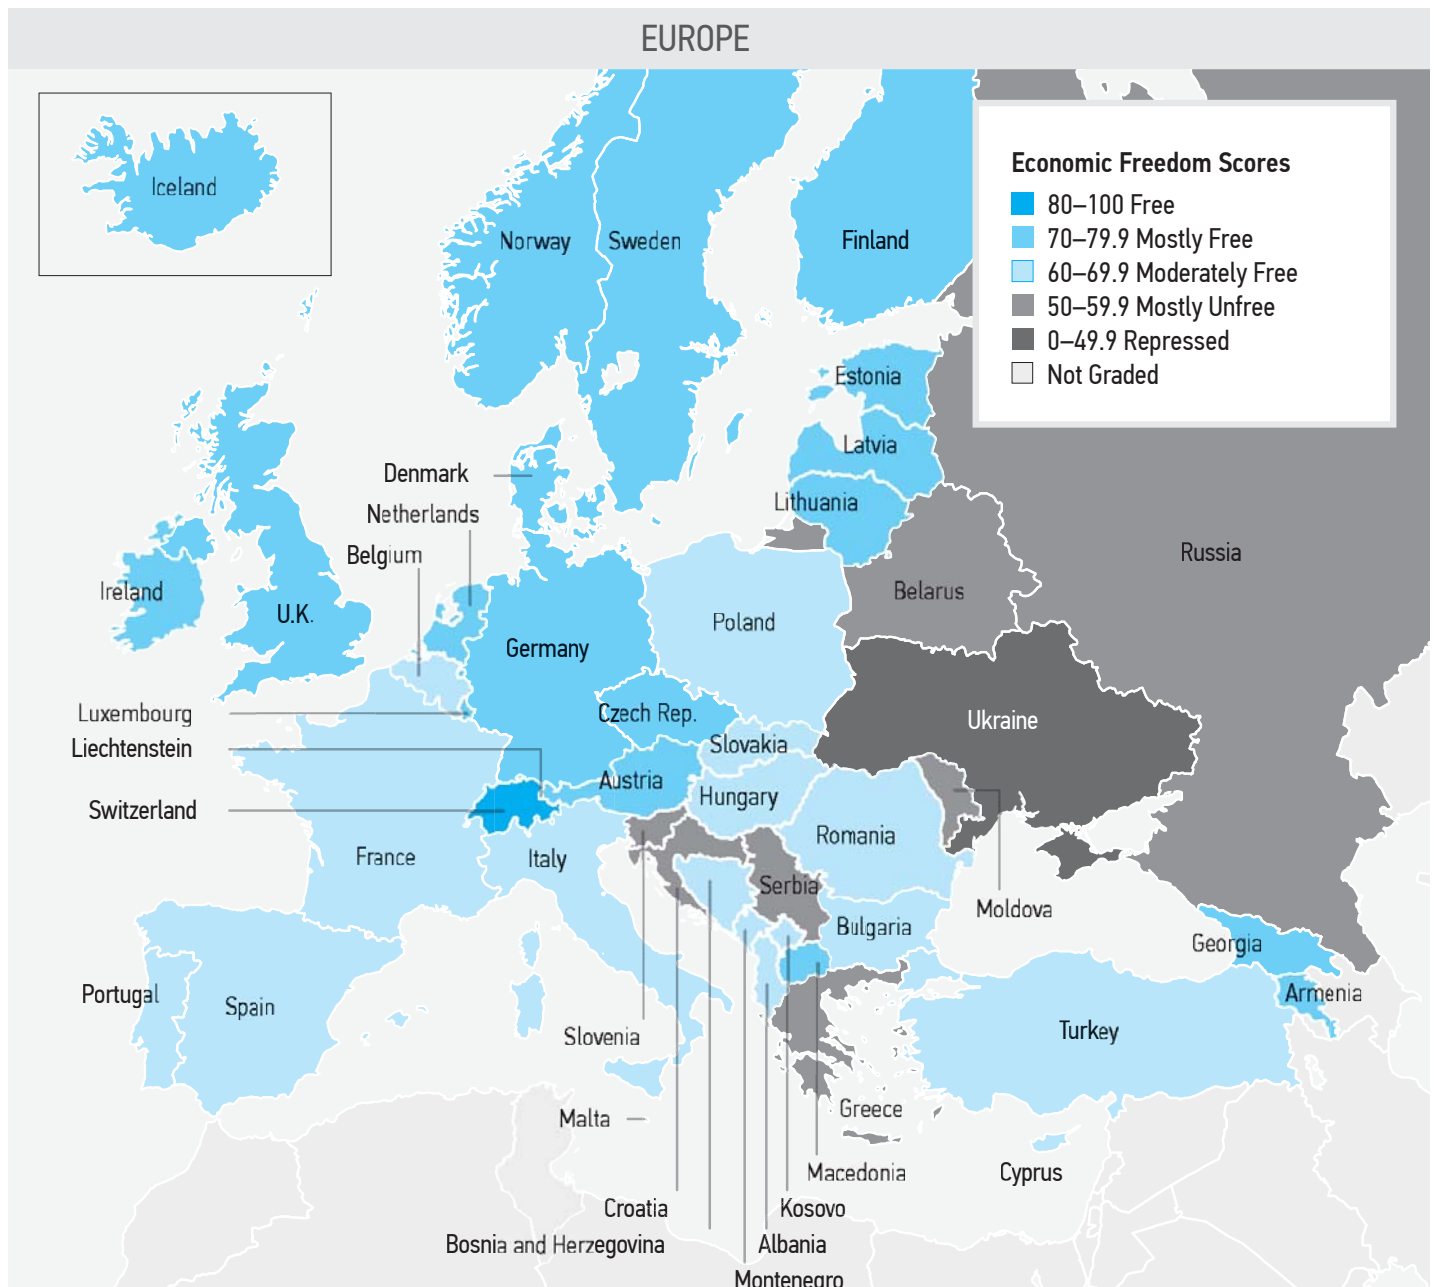 EUROPE
Iceland
Economic Freedom Scores
80–100 Free
70–79.9 Mostly Free
60–69.9 Moderately Free
50–59.9 Mostly Unfree
0–49.9 Repressed
Not Graded
Norway
Sweden
Finland
Estonia
Latvia
Denmark
Lithuania
Netherlands
Belgium
Russia
Ireland
Belarus
U.K.
Poland
Germany
Luxembourg
Czech Rep.
Ukraine
Liechtenstein
Slovakia
Austria
Hungary
Switzerland
Romania
France
Italy
Serbia
Moldova
Bulgaria
Georgia
Portugal
Spain
Armenia
Slovenia
Turkey
Malta
Greece
Macedonia
Cyprus
Croatia
Kosovo
Bosnia and Herzegovina
Albania
Montenegro